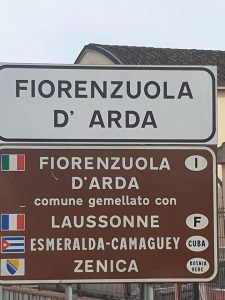 FIORENZUOLA
D' ARDA
FIORENZUOLA I
D'ARDA
comune gemellato con
LAUSSONNE F
ESMERALDA-CAMAGUEY CUBA
ZENICA BOSNIA
HERC.